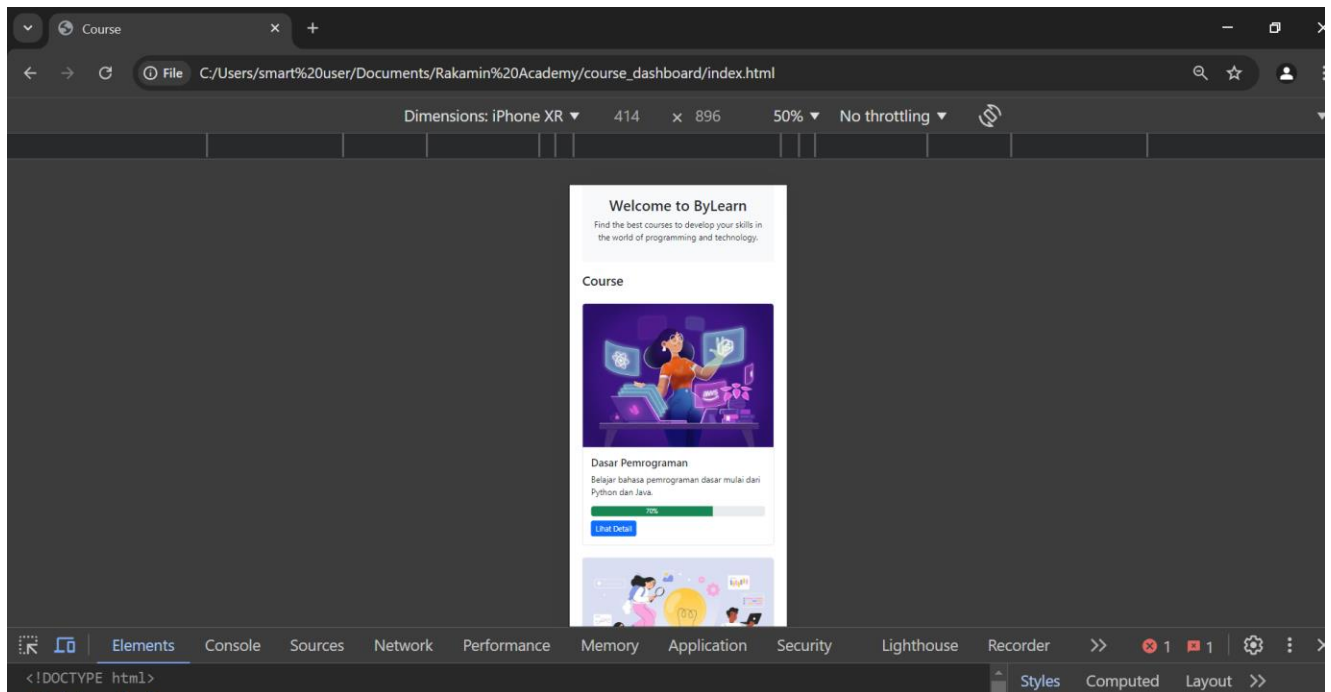 Course
File C:/Users/smart%20user/Documents/Rakamin%20Academy/course_dashboard/index.html
Dimensions: iPhone XR 414 × 896 50% No throttling
Welcome to ByLearn
Find the best courses to develop your skills in
the world of programming and technology.
Course
Dasar Pemrograman
Belajar bahasa pemrograman dasar mulai dari
Python dan Java.
70%
Lihat Detail
Elements Console Sources Network Performance Memory Application Security Lighthouse Recorder >> 1 1
<!DOCTYPE html>
Styles Computed Layout >>